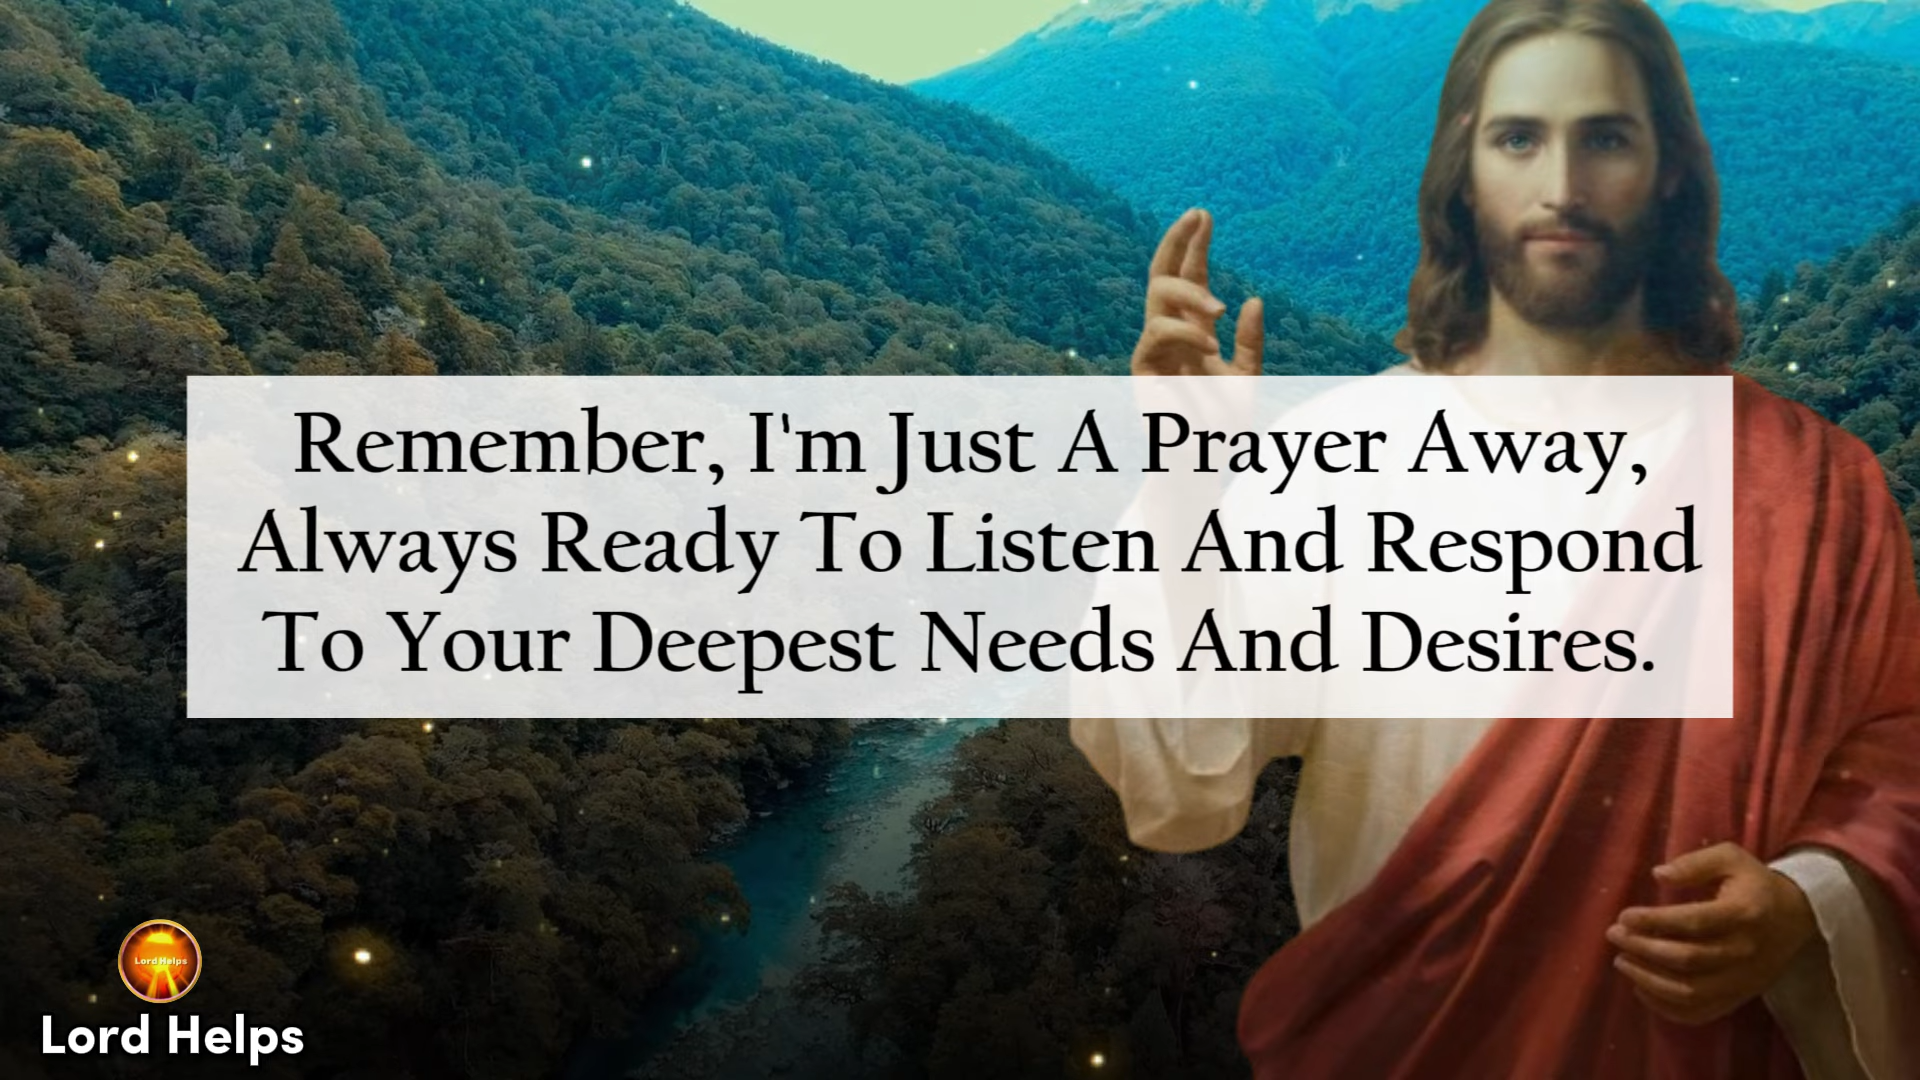 Remember, I'm Just A Prayer Away,
Always Ready To Listen And Respond
To Your Deepest Needs And Desires.
Lord Helps
Lord Helps